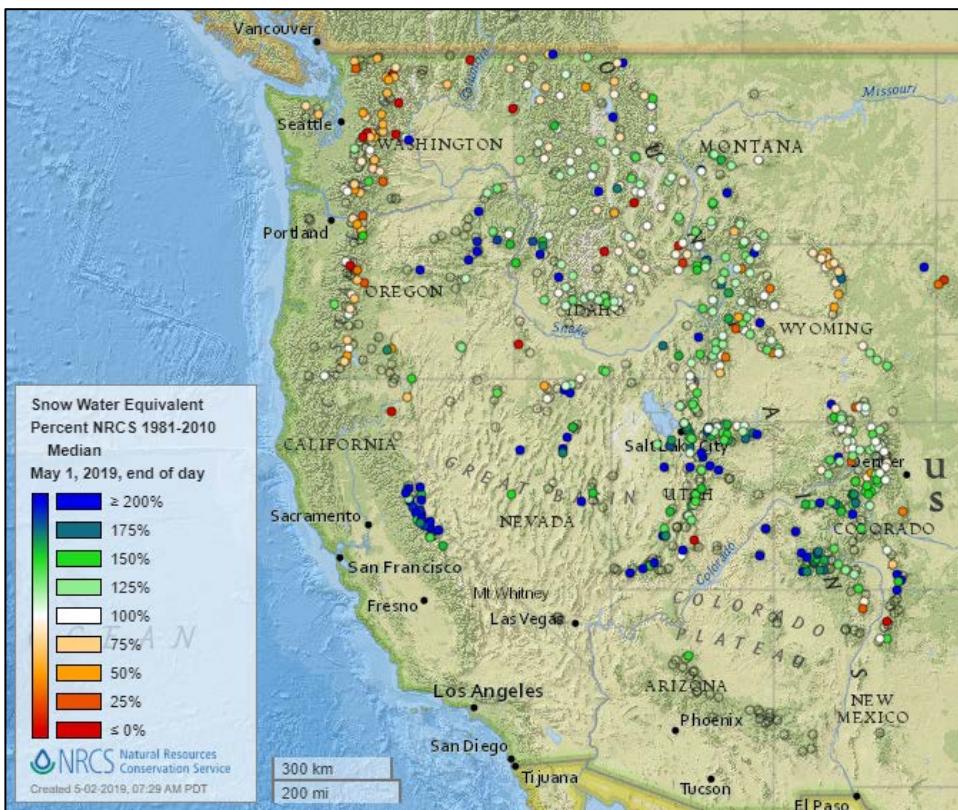 Vancouver
Columbia
Missouri
Seattle
WASHINGTON
MONTANA
Portland
OREGON
IDAHO
Snake
WYOMING
Snow Water Equivalent
Percent NRCS 1981-2010
Median
May 1, 2019, end of day
≥ 200%
175%
150%
125%
100%
75%
50%
25%
≤ 0%
NRCS Natural Resources
Conservation Service
Created 5-02-2019, 07:29 AM PDT
CALIFORNIA
Salt Lake City
Denver
US
GREAT BASIN
UTAH
NEVADA
Sacramento
COLORADO
San Francisco
Colorado
Mt Whitney
Fresno
Las Vegas
COLORADO
PLATEAU
OCEAN
Los Angeles
ARIZONA
NEW
MEXICO
Phoenix
San Diego
Tijuana
Tucson
El Paso
300 km
200 mi